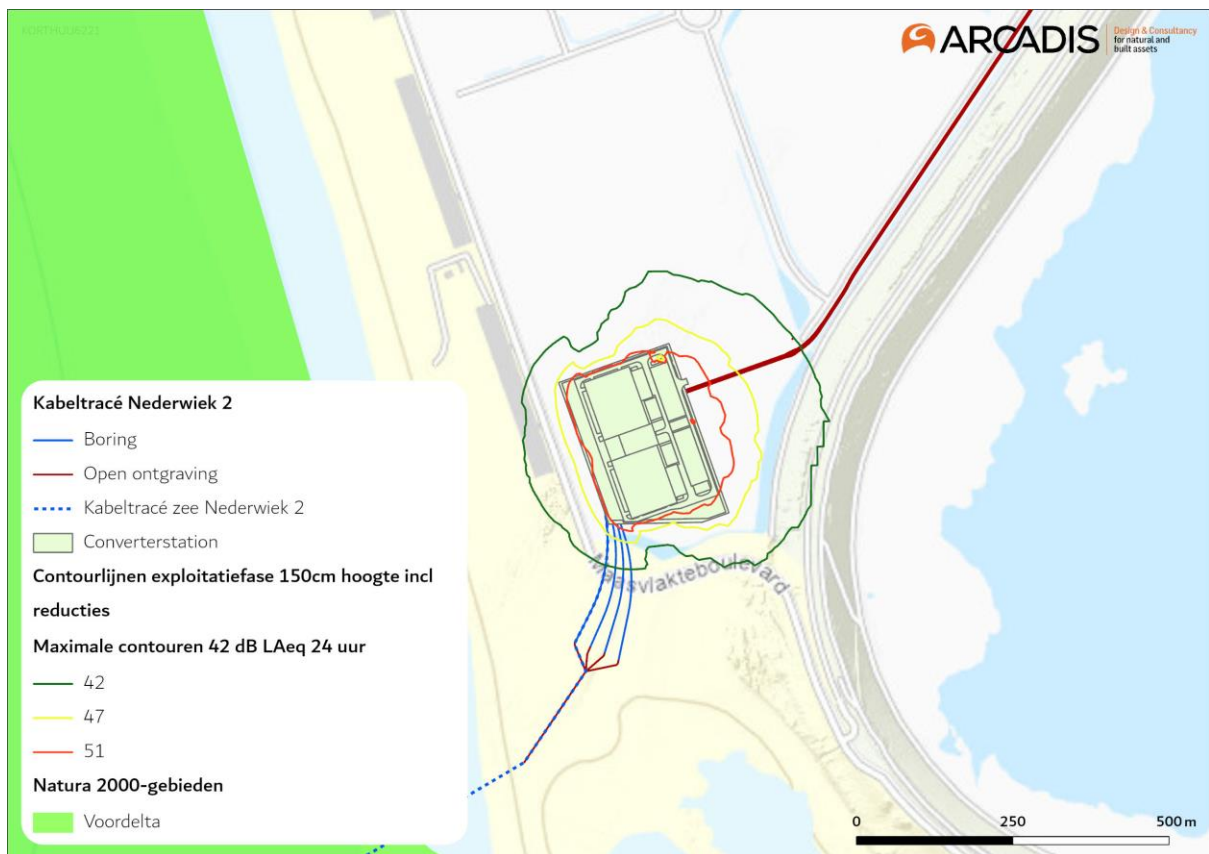 KORTHULS221
ARCADIS
Design & Consultancy
for natural and
built assets
Kabeltracé Nederwiek 2
Boring
Open ontgraving
Kabeltracé zee Nederwiek 2
Converterstation
Contourlijnen exploitatiefase 150cm hoogte incl
reducties
Maximale contouren 42 dB LAeq 24 uur
42
47
51
Natura 2000-gebieden
Voordelta
Maasvlakteboulevard
0 250 500 m